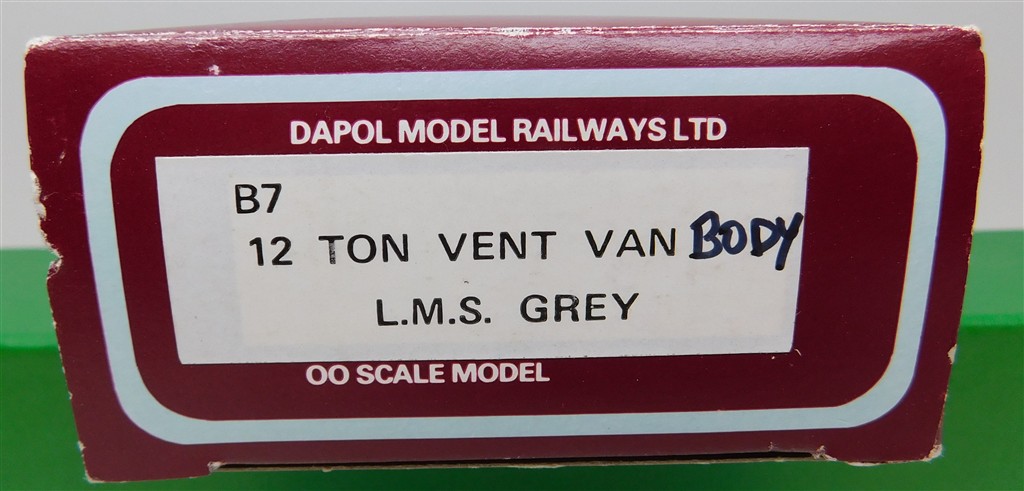 DAPOL MODEL RAILWAYS LTD
B7
12 TON VENT VAN BODY
L.M.S. GREY
OO SCALE MODEL